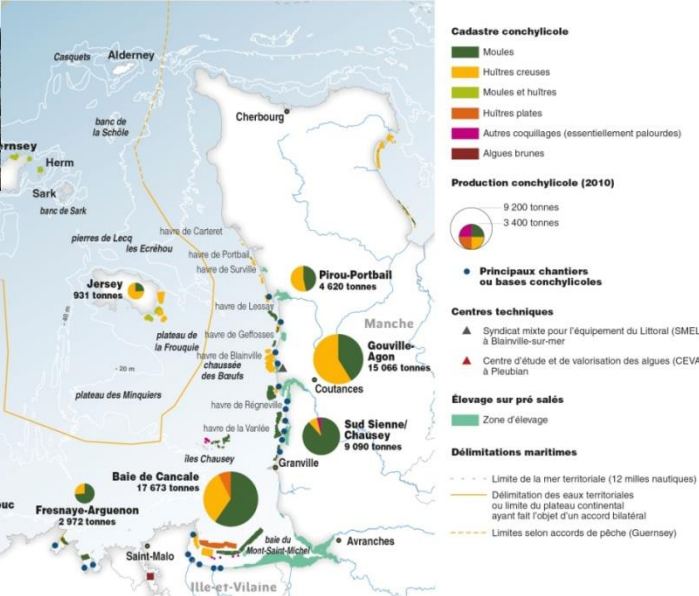 Casquets
Alderney
Cherbourg
banc de
la Schôle
ernsey
Herm
Sark
banc de Sark
pierres de Lecq
les Ecréhou
havre de Carteret
havre de Portbail
havre de Surville
Jersey
931 tonnes
Pirou-Portbail
4 620 tonnes
havre de Lessay
Manche
- 40 m
plateau de
la Frouquie
havre de Geffosses
Gouville-
Agon
15 066 tonnes
havre de Blainville
chaussée
des Bœufs
- 20 m
Coutances
plateau des Minquiers
havre de Régneville
havre de la Vanlée
Sud Sienne/
Chausey
9 090 tonnes
îles Chausey
Granville
Baie de Cancale
17 673 tonnes
euc
Fresnaye-Arguenon
2 972 tonnes
Saint-Malo
baie du
Mont-Saint-Michel
Avranches
Ille-et-Vilaine
Cadastre conchylicole
Moules
Huîtres creuses
Moules et huîtres
Huîtres plates
Autres coquillages (essentiellement palourdes)
Algues brunes
Production conchylicole (2010)
9 200 tonnes
3 400 tonnes
Principaux chantiers
ou bases conchylicoles
Centres techniques
Syndicat mixte pour l'équipement du Littoral (SMEL
à Blainville-sur-mer
Centre d'étude et de valorisation des algues (CEVA
à Pleubian
Élevage sur pré salés
Zone d'élevage
Délimitations maritimes
Limite de la mer territoriale (12 milles nautiques)
Délimitation des eaux territoriales
ou limite du plateau continental
ayant fait l'objet d'un accord bilatéral
Limites selon accords de pêche (Guernsey)